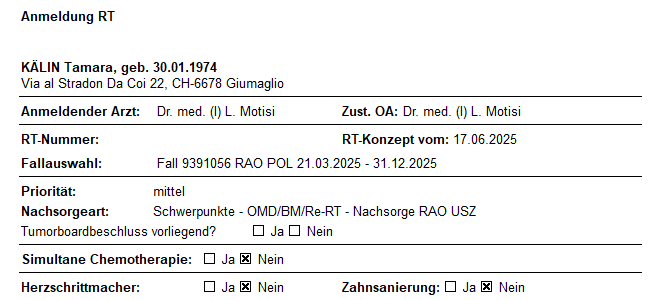 Anmeldung RT
KÄLIN Tamara, geb. 30.01.1974
Via al Stradon Da Coi 22, CH-6678 Giumaglio
Anmeldender Arzt: Dr. med. (I) L. Motisi Zust. OA: Dr. med. (I) L. Motisi
RT-Nummer: RT-Konzept vom: 17.06.2025
Fallauswahl: Fall 9391056 RAO POL 21.03.2025 - 31.12.2025
Priorität: mittel
Nachsorgeart: Schwerpunkte - OMD/BM/Re-RT - Nachsorge RAO USZ
Tumorboardbeschluss vorliegend? ☐ Ja ☐ Nein
Simultane Chemotherapie: ☐ Ja ☒ Nein
Herzschrittmacher: ☐ Ja ☒ Nein Zahnsanierung: ☐ Ja ☒ Nein